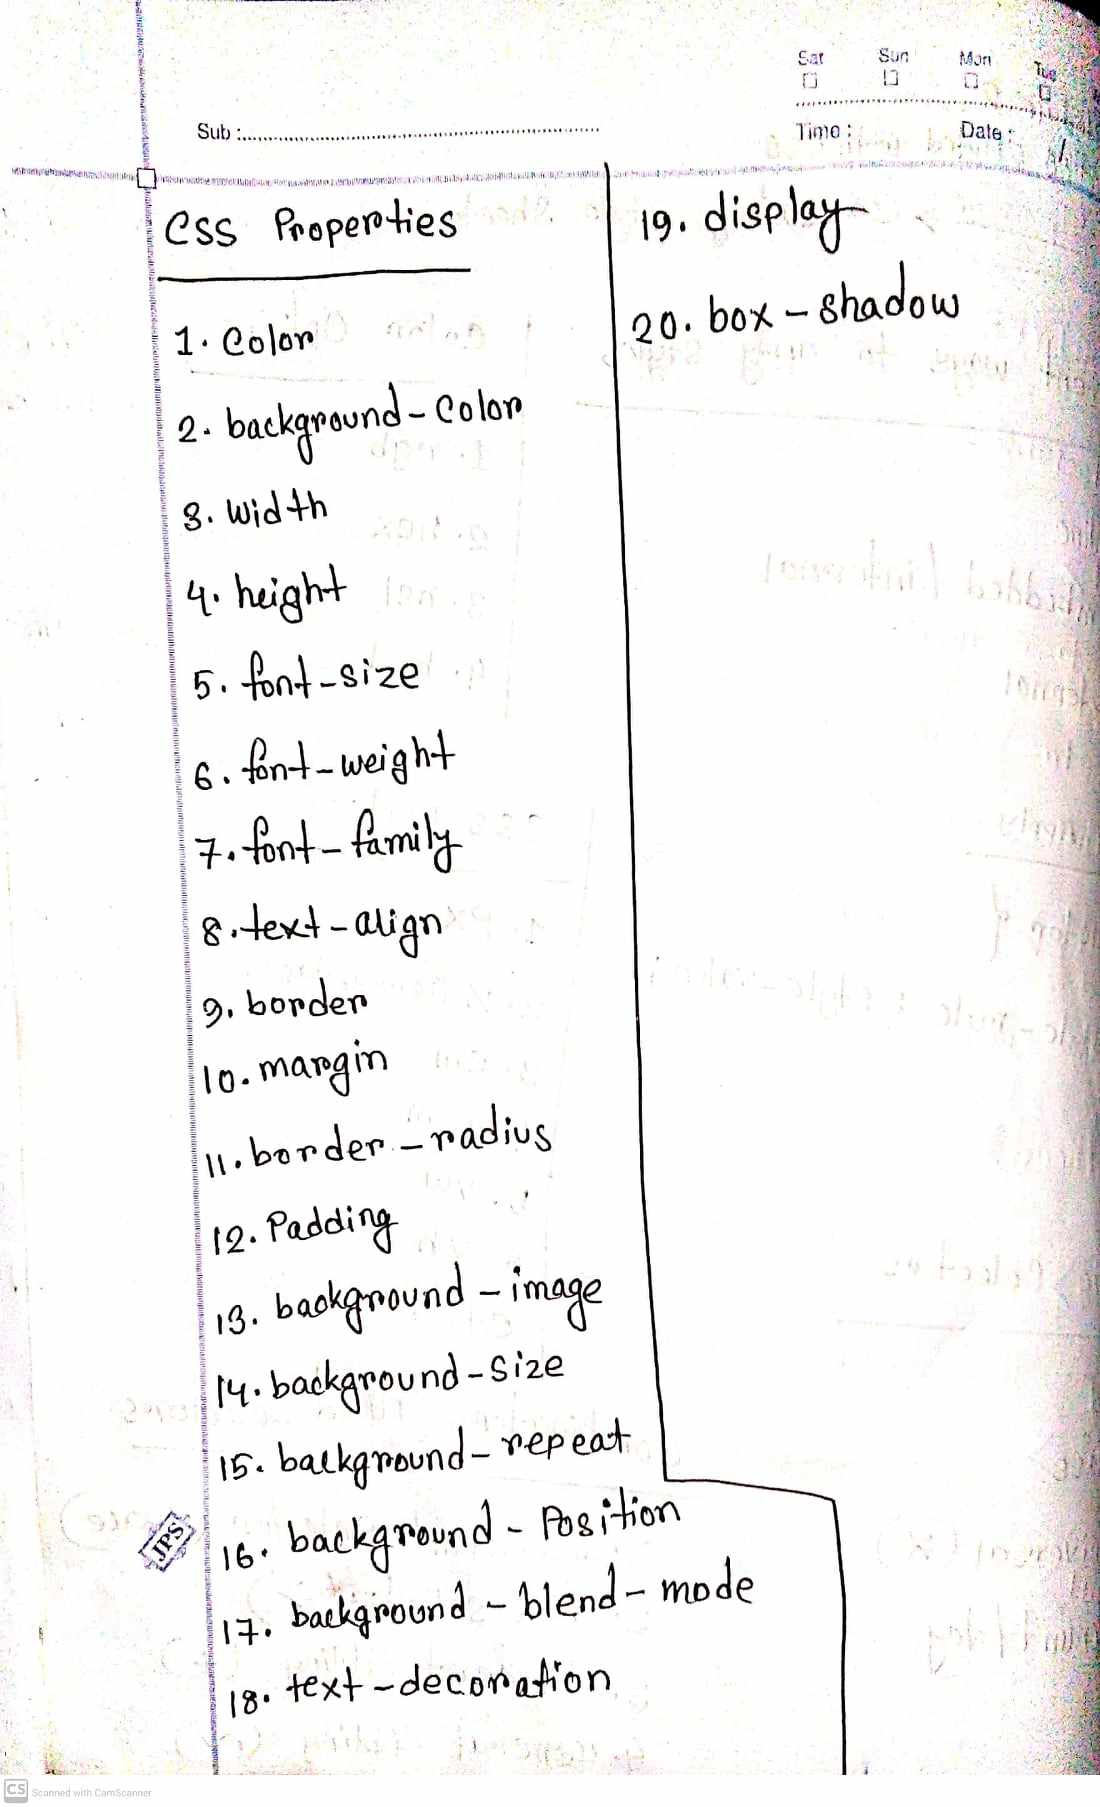 Sat Sun Mon Tue
Sub :
Time : Date :
CSS Properties
1. Color
2. background-Color
3. width
4. height
5. font-size
6. font-weight
7. font-family
8. text-align
9. border
10. margin
11. border-radius
12. Padding
13. background-image
14. background-size
15. background-repeat
16. background-Position
17. background-blend-mode
18. text-decoration
19. display
20. box-shadow
JPS
CS Scanned with CamScanner